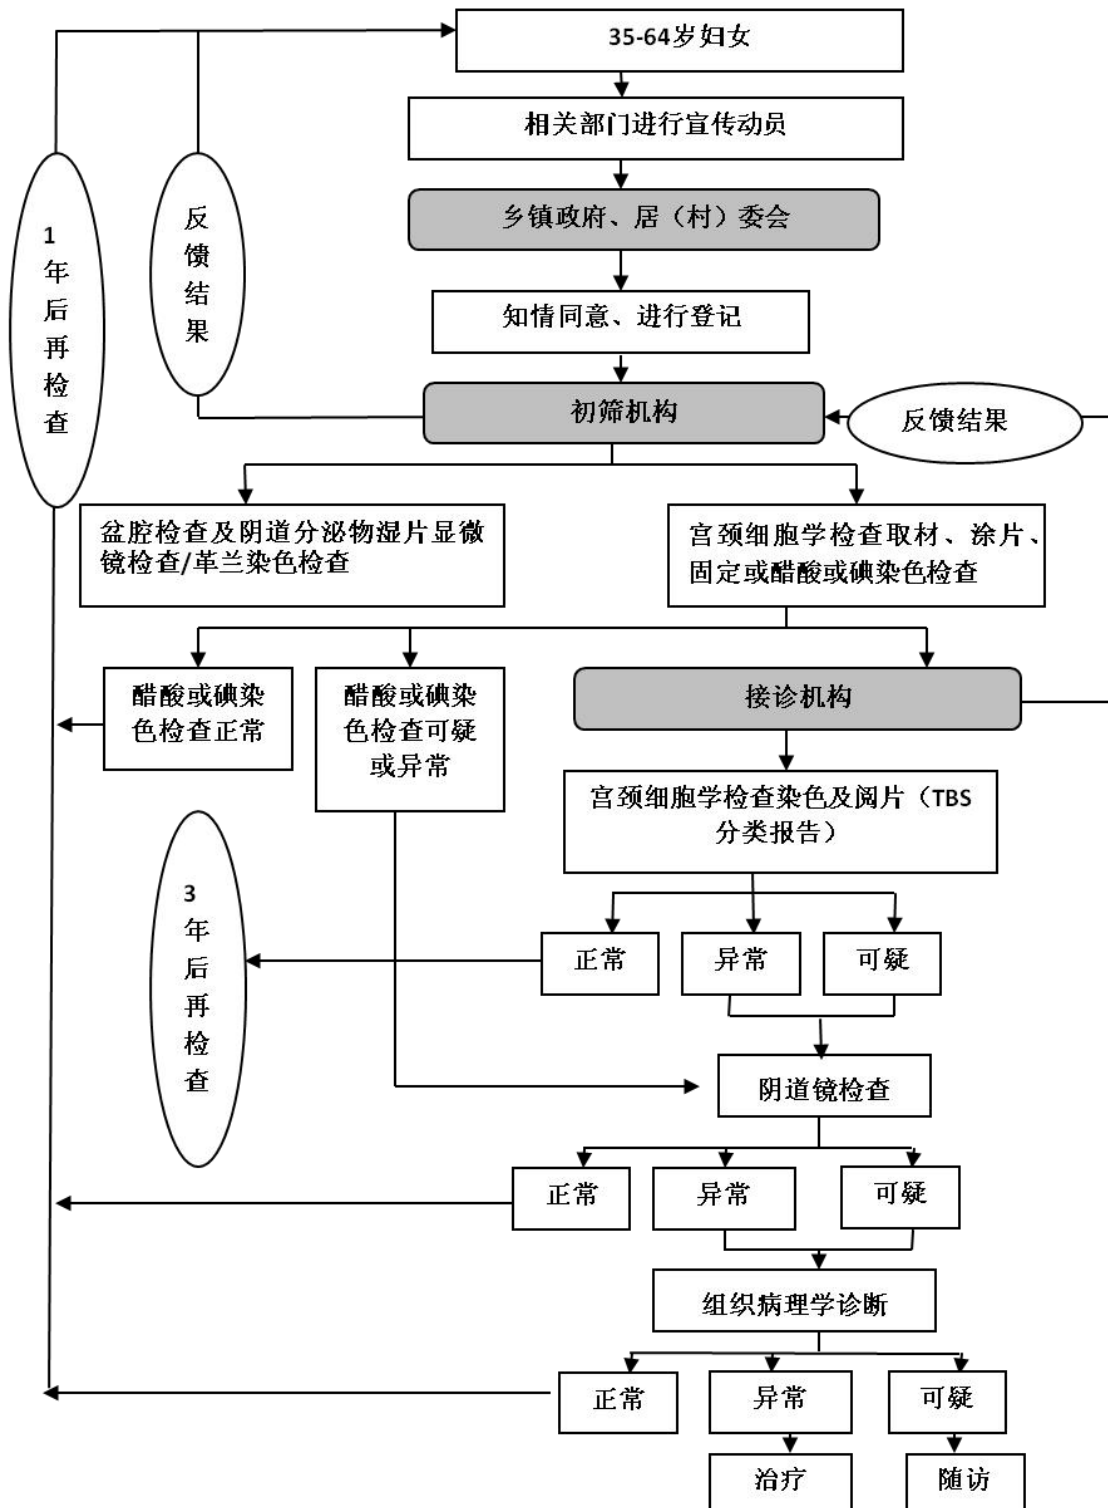 35-64岁妇女
相关部门进行宣传动员
乡镇政府、居（村）委会
知情同意、进行登记
初筛机构
反馈结果
反馈结果
1年后再检查
盆腔检查及阴道分泌物湿片显微
镜检查/革兰染色检查
宫颈细胞学检查取材、涂片、
固定或醋酸或碘染色检查
醋酸或碘染
色检查正常
醋酸或碘染
色检查可疑
或异常
接诊机构
宫颈细胞学检查染色及阅片（TBS
分类报告）
3年后再检查
正常
异常
可疑
阴道镜检查
正常
异常
可疑
组织病理学诊断
正常
异常
可疑
治疗
随访